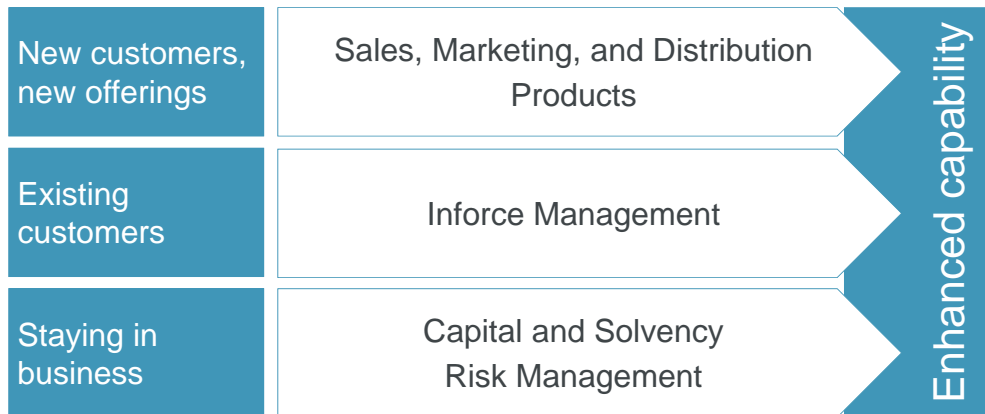 New customers,
new offerings
Sales, Marketing, and Distribution
Products
Existing
customers
Inforce Management
Staying in
business
Capital and Solvency
Risk Management
Enhanced capability